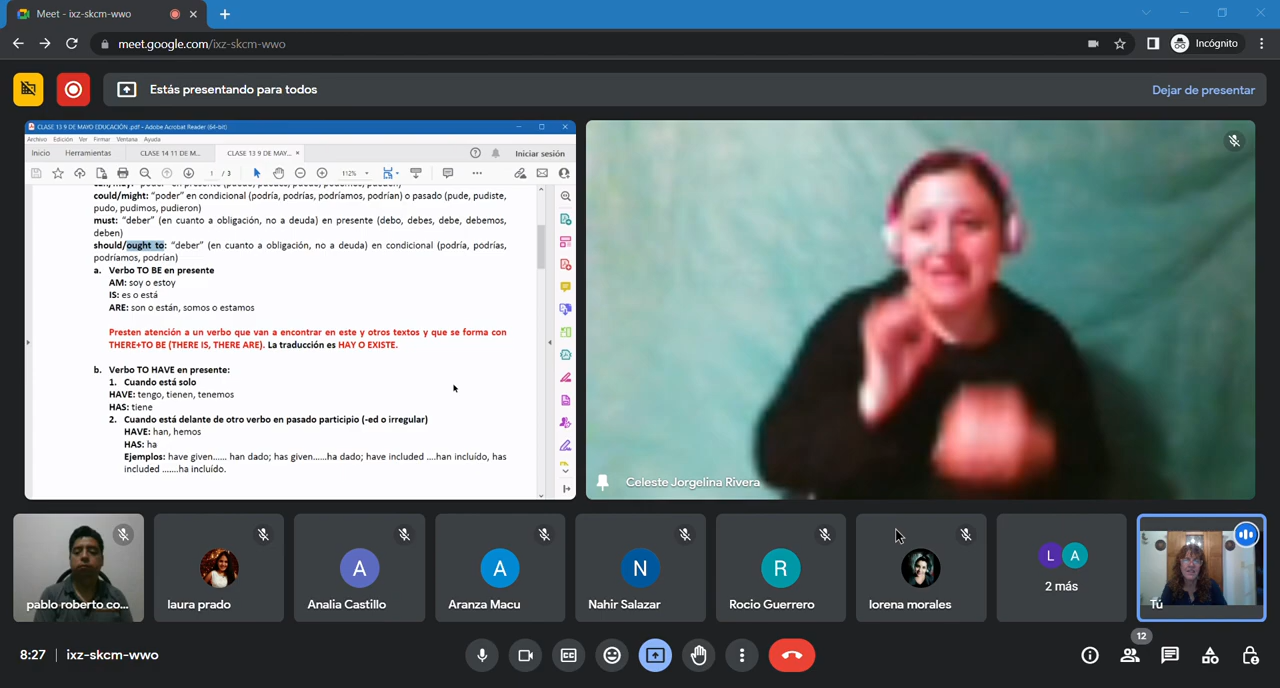 Meet - ixz-skcm-wwo
meet.google.com/ixz-skcm-wwo
Incógnito
Estás presentando para todos
Dejar de presentar
CLASE 13 9 DE MAYO EDUCACIÓN .pdf - Adobe Acrobat Reader (64-bit)
Archivo Edición Ver Firmar Ventana Ayuda
Inicio Herramientas CLASE 14 11 DE M... CLASE 13 9 DE MAY... × Iniciar sesión
1 / 3 112%
could/might: "poder" en condicional (podría, podrías, podríamos, podrían) o pasado (pude, pudiste,
pudo, pudimos, pudieron)
must: "deber" (en cuanto a obligación, no a deuda) en presente (debo, debes, debe, debemos,
deben)
should/ought to: "deber" (en cuanto a obligación, no a deuda) en condicional (podría, podrías,
podríamos, podrían)
a. Verbo TO BE en presente
AM: soy o estoy
IS: es o está
ARE: son o están, somos o estamos
Presten atención a un verbo que van a encontrar en este y otros textos y que se forma con
THERE+TO BE (THERE IS, THERE ARE). La traducción es HAY O EXISTE.
b. Verbo TO HAVE en presente:
1. Cuando está solo
HAVE: tengo, tienen, tenemos
HAS: tiene
2. Cuando está delante de otro verbo en pasado participio (-ed o irregular)
HAVE: han, hemos
HAS: ha
Ejemplos: have given...... han dado; has given......ha dado; have included ....han incluído, has
included .......ha incluído.
Celeste Jorgelina Rivera
pablo roberto co...
laura prado
A
Analia Castillo
A
Aranza Macu
N
Nahir Salazar
R
Rocio Guerrero
lorena morales
L A
2 más
Tú
8:27 | ixz-skcm-wwo
12